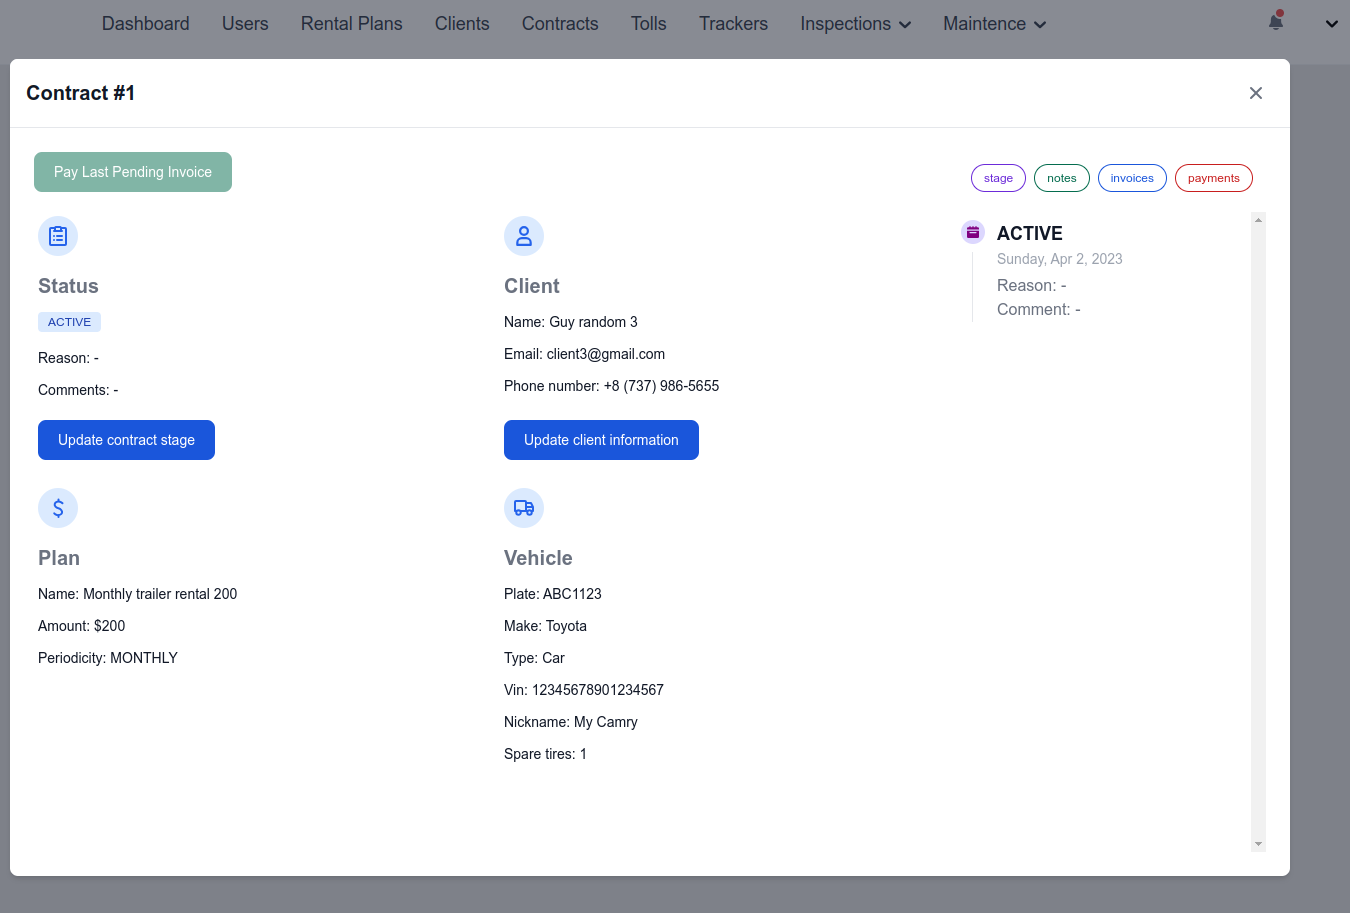 Dashboard Users Rental Plans Clients Contracts Tolls Trackers Inspections Maintence
Contract #1
Pay Last Pending Invoice
stage notes invoices payments
Status
ACTIVE
Reason: -
Comments: -
Update contract stage
Client
Name: Guy random 3
Email: client3@gmail.com
Phone number: +8 (737) 986-5655
Update client information
ACTIVE
Sunday, Apr 2, 2023
Reason: -
Comment: -
Plan
Name: Monthly trailer rental 200
Amount: $200
Periodicity: MONTHLY
Vehicle
Plate: ABC1123
Make: Toyota
Type: Car
Vin: 12345678901234567
Nickname: My Camry
Spare tires: 1